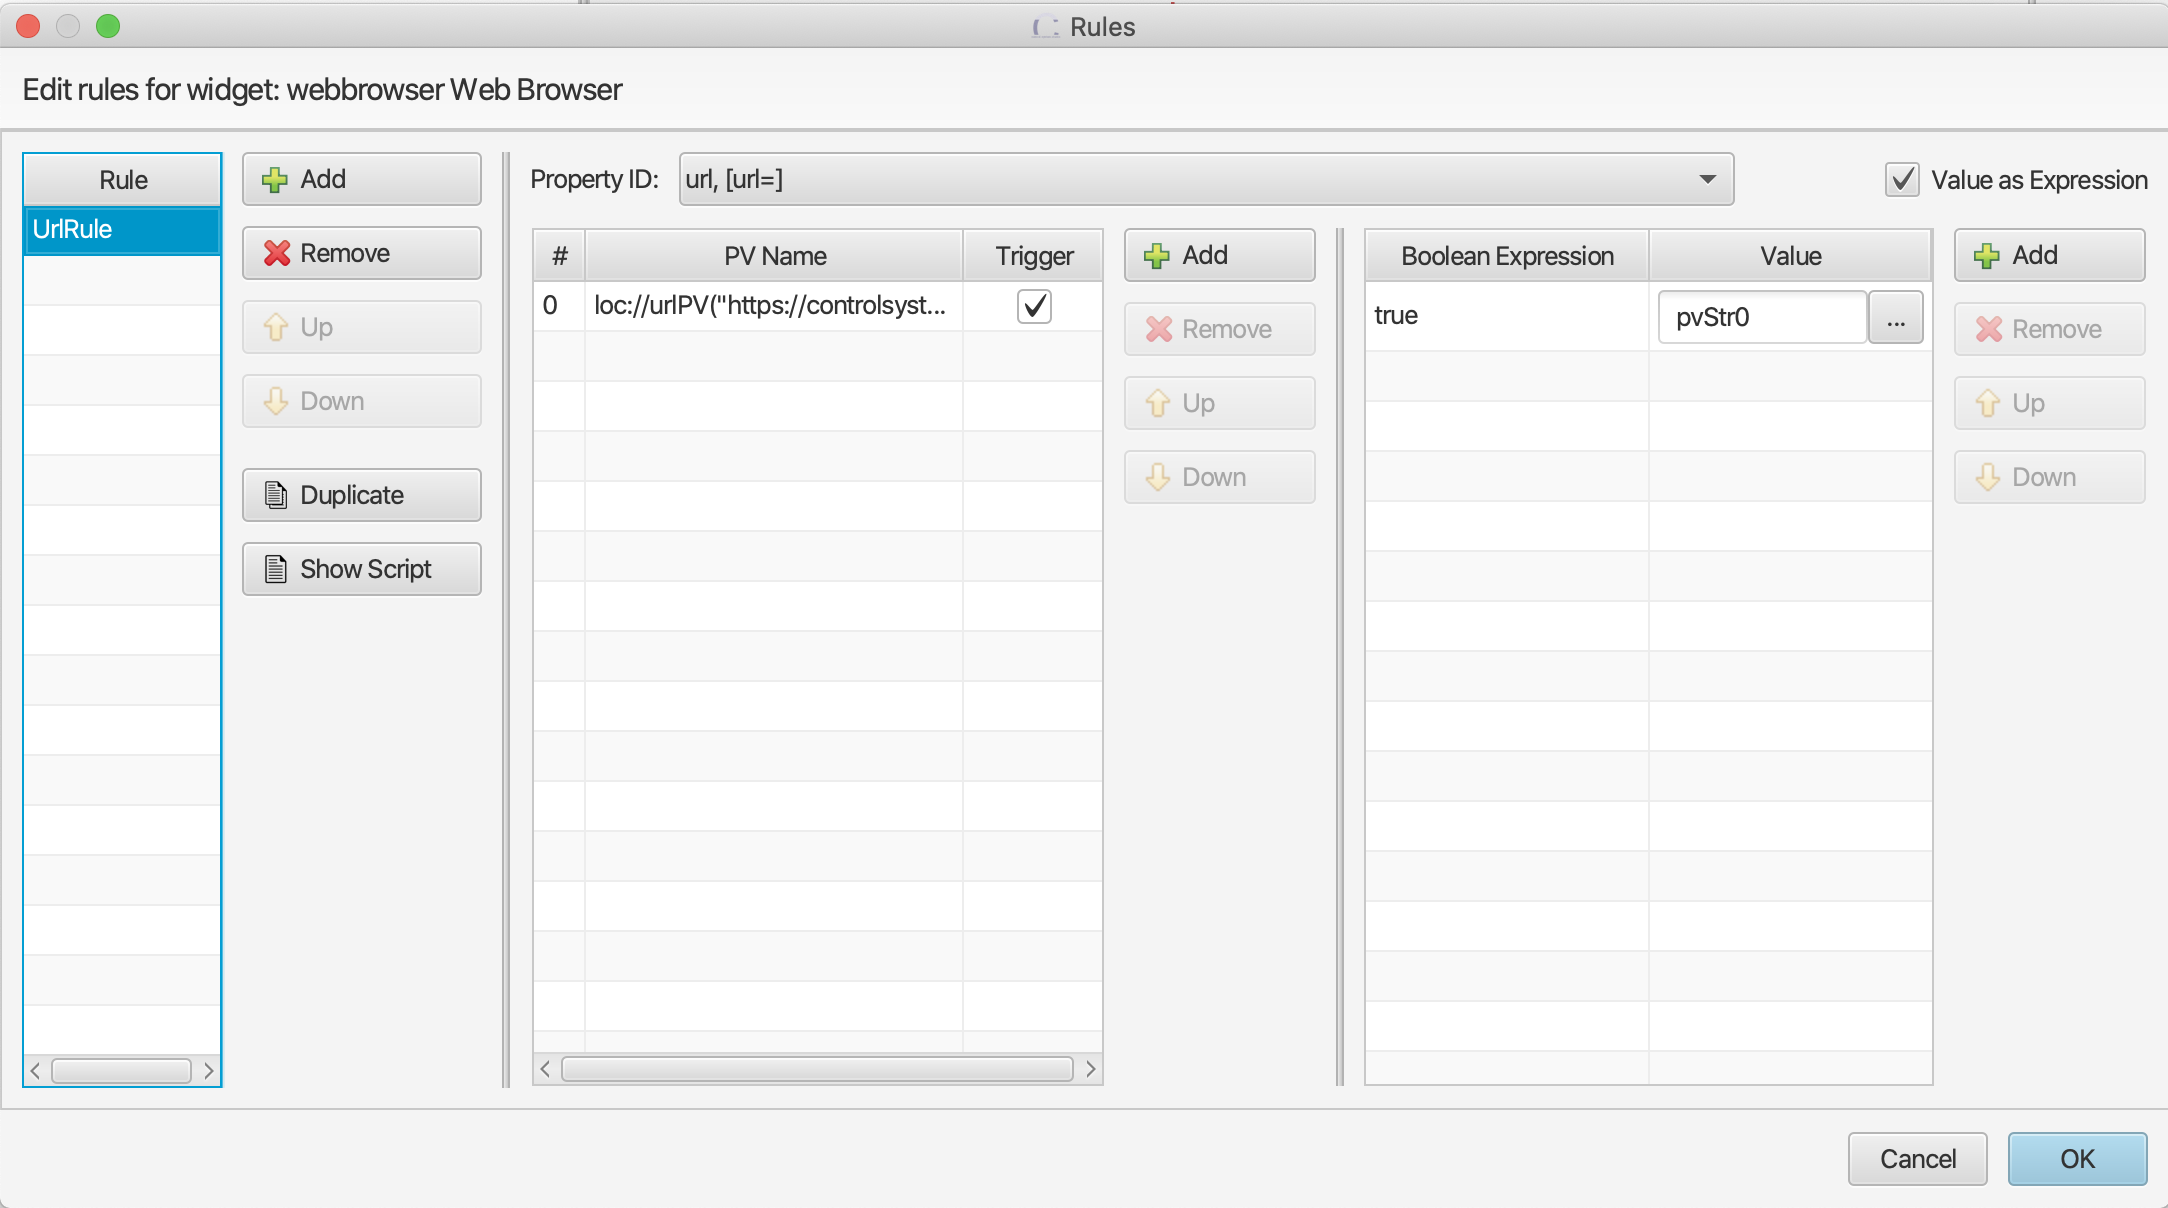 Rules
Edit rules for widget: webbrowser Web Browser
Rule
UrlRule
Add
Remove
Up
Down
Duplicate
Show Script
Property ID: url, [url=]
Value as Expression
# PV Name Trigger
0 loc://urlPV("https://controlsyst...
Add
Remove
Up
Down
Boolean Expression Value
true pvStr0 ...
Add
Remove
Up
Down
Cancel OK